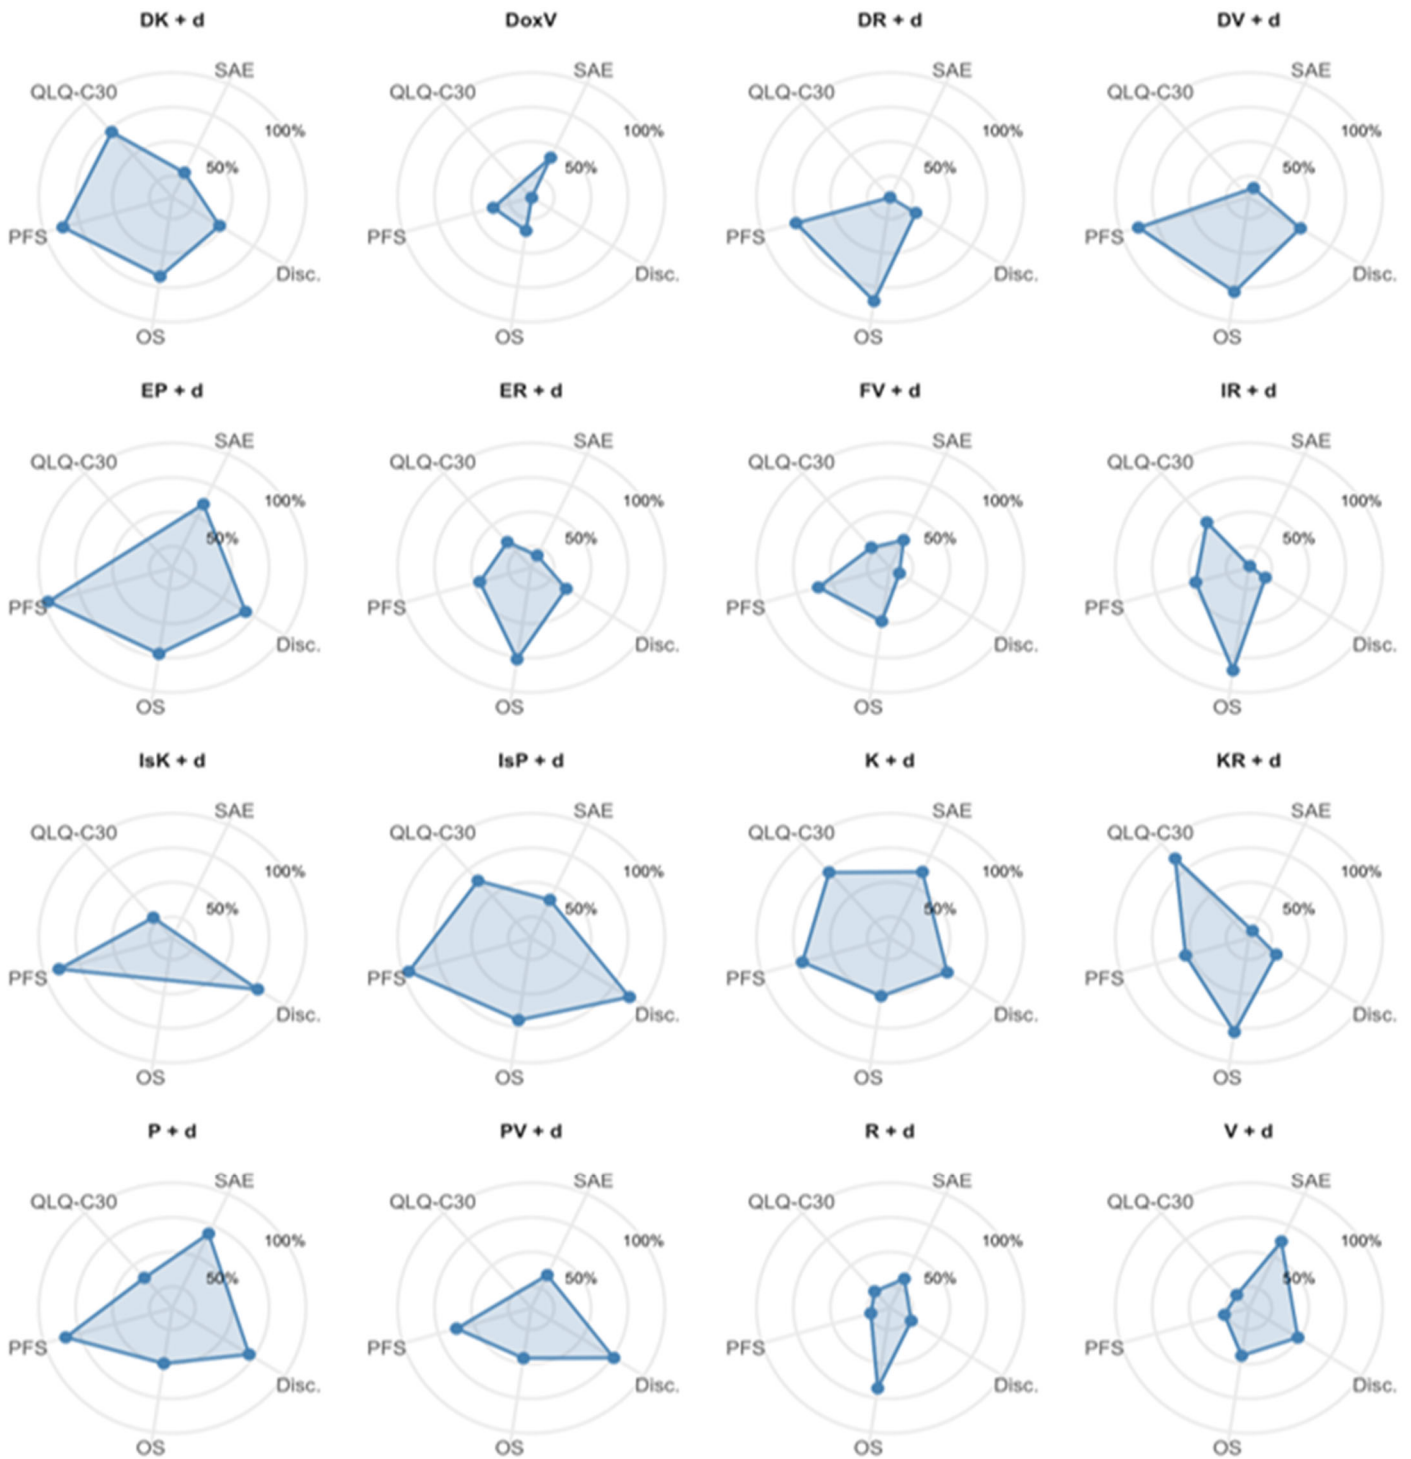 DK + d DoxV DR + d DV + d
SAE SAE SAE SAE
QLQ-C30 QLQ-C30 QLQ-C30 QLQ-C30
100% 100% 100% 100%
50% 50% 50% 50%
PFS PFS PFS PFS
Disc. Disc. Disc. Disc.
OS OS OS OS
EP + d ER + d FV + d IR + d
SAE SAE SAE SAE
QLQ-C30 QLQ-C30 QLQ-C30 QLQ-C30
100% 100% 100% 100%
50% 50% 50% 50%
PFS PFS PFS PFS
Disc. Disc. Disc. Disc.
OS OS OS OS
IsK + d IsP + d K + d KR + d
SAE SAE SAE SAE
QLQ-C30 QLQ-C30 QLQ-C30 QLQ-C30
100% 100% 100% 100%
50% 50% 50% 50%
PFS PFS PFS PFS
Disc. Disc. Disc. Disc.
OS OS OS OS
P + d PV + d R + d V + d
SAE SAE SAE SAE
QLQ-C30 QLQ-C30 QLQ-C30 QLQ-C30
100% 100% 100% 100%
50% 50% 50% 50%
PFS PFS PFS PFS
Disc. Disc. Disc. Disc.
OS OS OS OS